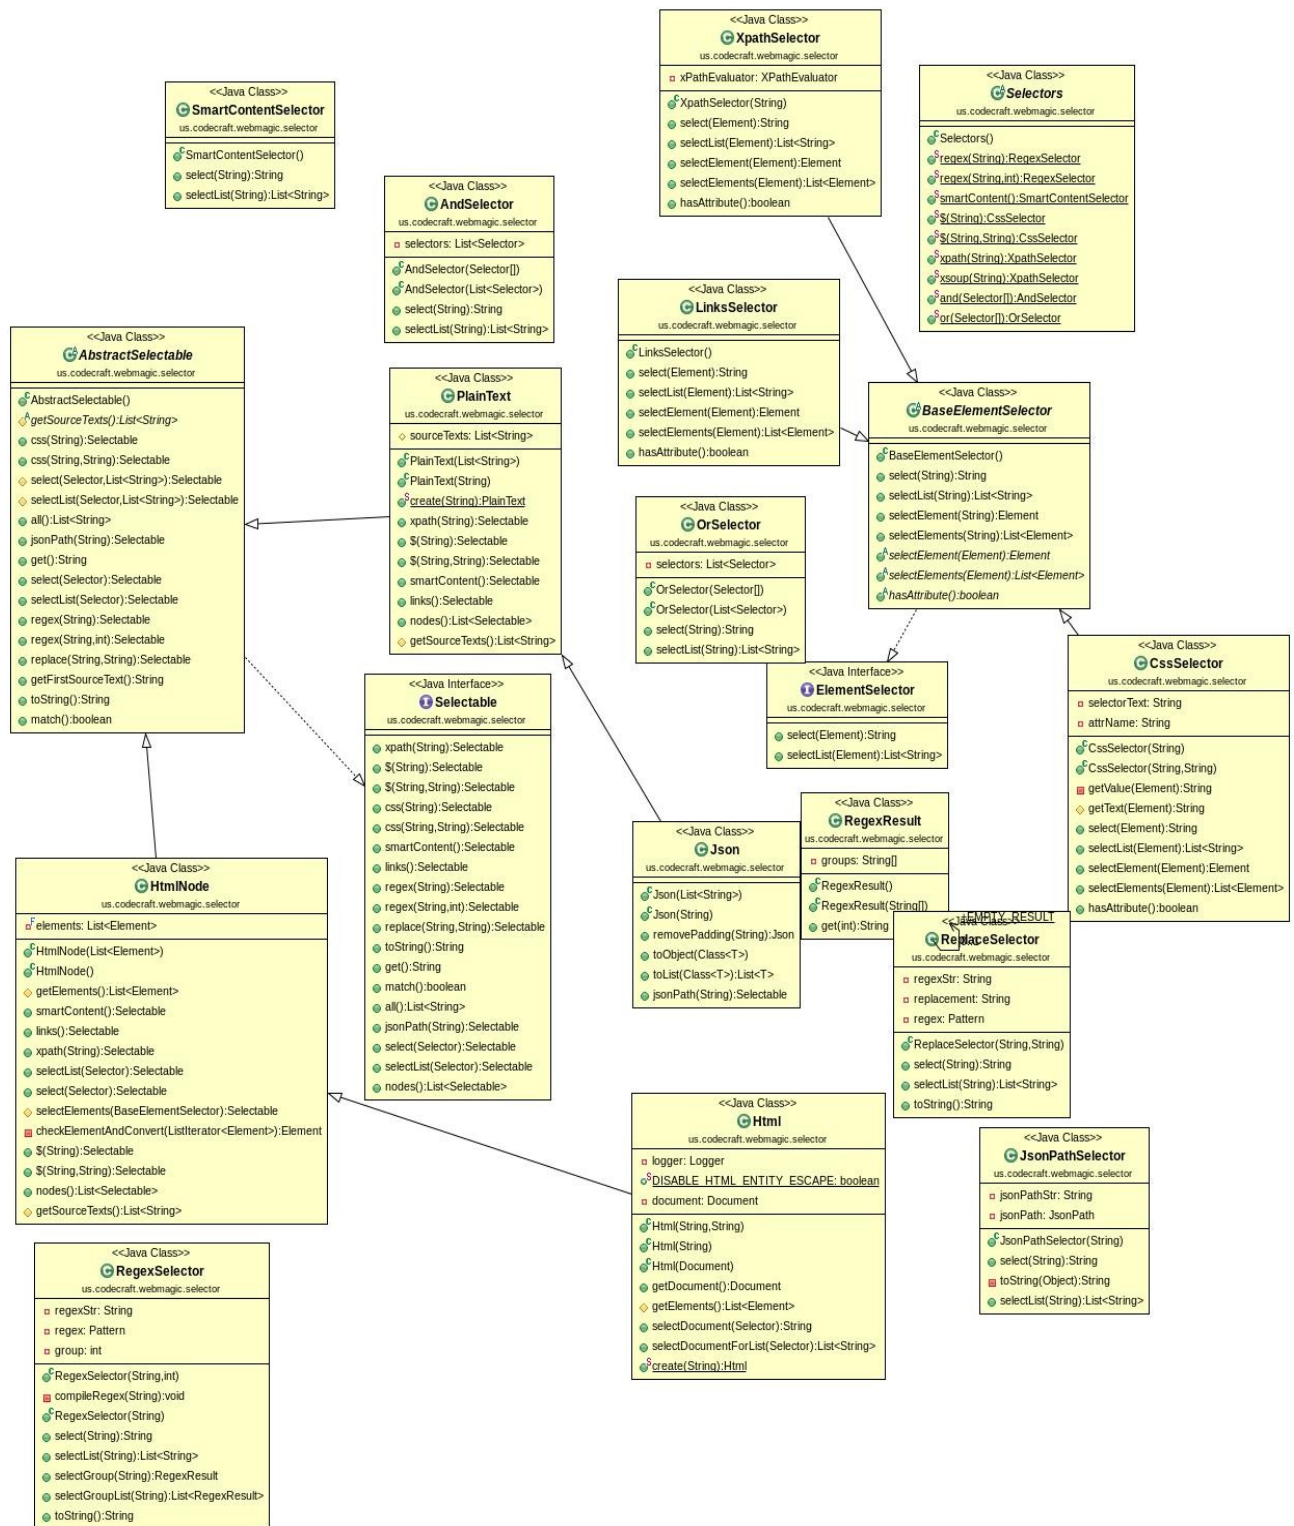 <<Java Class>>
XpathSelector
us.codecraft.webmagic.selector
xPathEvaluator: XPathEvaluator
XpathSelector(String)
select(Element):String
selectList(Element):List<String>
selectElement(Element):Element
selectElements(Element):List<Element>
hasAttribute():boolean
<<Java Class>>
Selectors
us.codecraft.webmagic.selector
Selectors()
regex(String):RegexSelector
regex(String,int):RegexSelector
smartContent():SmartContentSelector
$(String):CssSelector
$(String,String):CssSelector
xpath(String):XpathSelector
xsoup(String):XpathSelector
and(Selector[]):AndSelector
or(Selector[]):OrSelector
<<Java Class>>
SmartContentSelector
us.codecraft.webmagic.selector
SmartContentSelector()
select(String):String
selectList(String):List<String>
<<Java Class>>
AndSelector
us.codecraft.webmagic.selector
selectors: List<Selector>
AndSelector(Selector[])
AndSelector(List<Selector>)
select(String):String
selectList(String):List<String>
<<Java Class>>
LinksSelector
us.codecraft.webmagic.selector
LinksSelector()
select(Element):String
selectList(Element):List<String>
selectElement(Element):Element
selectElements(Element):List<Element>
hasAttribute():boolean
<<Java Class>>
AbstractSelectable
us.codecraft.webmagic.selector
AbstractSelectable()
getSourceTexts():List<String>
css(String):Selectable
css(String,String):Selectable
select(Selector,List<String>):Selectable
selectList(Selector,List<String>):Selectable
all():List<String>
jsonPath(String):Selectable
get():String
select(Selector):Selectable
selectList(Selector):Selectable
regex(String):Selectable
regex(String,int):Selectable
replace(String,String):Selectable
getFirstSourceText():String
toString():String
match():boolean
<<Java Class>>
PlainText
us.codecraft.webmagic.selector
sourceTexts: List<String>
PlainText(List<String>)
PlainText(String)
create(String):PlainText
xpath(String):Selectable
$(String):Selectable
$(String,String):Selectable
smartContent():Selectable
links():Selectable
nodes():List<Selectable>
getSourceTexts():List<String>
<<Java Class>>
BaseElementSelector
us.codecraft.webmagic.selector
BaseElementSelector()
select(String):String
selectList(String):List<String>
selectElement(String):Element
selectElements(String):List<Element>
selectElement(Element):Element
selectElements(Element):List<Element>
hasAttribute():boolean
<<Java Class>>
OrSelector
us.codecraft.webmagic.selector
selectors: List<Selector>
OrSelector(Selector[])
OrSelector(List<Selector>)
select(String):String
selectList(String):List<String>
<<Java Interface>>
ElementSelector
us.codecraft.webmagic.selector
select(Element):String
selectList(Element):List<String>
<<Java Class>>
CssSelector
us.codecraft.webmagic.selector
selectorText: String
attrName: String
CssSelector(String)
CssSelector(String,String)
getValue(Element):String
getText(Element):String
select(Element):String
selectList(Element):List<String>
selectElement(Element):Element
selectElements(Element):List<Element>
hasAttribute():boolean
<<Java Interface>>
Selectable
us.codecraft.webmagic.selector
xpath(String):Selectable
$(String):Selectable
$(String,String):Selectable
css(String):Selectable
css(String,String):Selectable
smartContent():Selectable
links():Selectable
regex(String):Selectable
regex(String,int):Selectable
replace(String,String):Selectable
toString():String
get():String
match():boolean
all():List<String>
jsonPath(String):Selectable
select(Selector):Selectable
selectList(Selector):Selectable
nodes():List<Selectable>
<<Java Class>>
Json
us.codecraft.webmagic.selector
Json(List<String>)
Json(String)
removePadding(String):Json
toObject(Class<T>)
toList(Class<T>):List<T>
jsonPath(String):Selectable
<<Java Class>>
RegexResult
us.codecraft.webmagic.selector
groups: String[]
RegexResult()
RegexResult(String[])
get(int):String
<<Java Class>>
EMPTY_RESULT
ReplaceSelector
us.codecraft.webmagic.selector
regexStr: String
replacement: String
regex: Pattern
ReplaceSelector(String,String)
select(String):String
selectList(String):List<String>
toString():String
<<Java Class>>
HtmlNode
us.codecraft.webmagic.selector
elements: List<Element>
HtmlNode(List<Element>)
HtmlNode()
getElements():List<Element>
smartContent():Selectable
links():Selectable
xpath(String):Selectable
selectList(Selector):Selectable
select(Selector):Selectable
selectElements(BaseElementSelector):Selectable
checkElementAndConvert(ListIterator<Element>):Element
$(String):Selectable
$(String,String):Selectable
nodes():List<Selectable>
getSourceTexts():List<String>
<<Java Class>>
Html
us.codecraft.webmagic.selector
logger: Logger
DISABLE_HTML_ENTITY_ESCAPE: boolean
document: Document
Html(String,String)
Html(String)
Html(Document)
getDocument():Document
getElements():List<Element>
selectDocument(Selector):String
selectDocumentForList(Selector):List<String>
create(String):Html
<<Java Class>>
JsonPathSelector
us.codecraft.webmagic.selector
jsonPathStr: String
jsonPath: JsonPath
JsonPathSelector(String)
select(String):String
toString(Object):String
selectList(String):List<String>
<<Java Class>>
RegexSelector
us.codecraft.webmagic.selector
regexStr: String
regex: Pattern
group: int
RegexSelector(String,int)
compileRegex(String):void
RegexSelector(String)
select(String):String
selectList(String):List<String>
selectGroup(String):RegexResult
selectGroupList(String):List<RegexResult>
toString():String